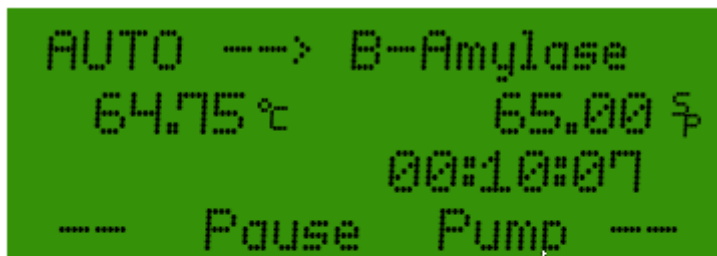 AUTO --> B-Amylase
64.75°C 65.00 SP
00:10:07
-- Pause Pump --